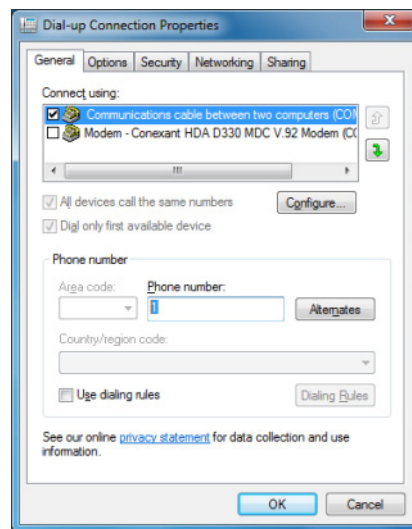 Dial-up Connection Properties
General Options Security Networking Sharing
Connect using:
Communications cable between two computers (COM
Modem - Conexant HDA D330 MDC V.92 Modem (CO
All devices call the same numbers
Configure...
Dial only first available device
Phone number
Area code: Phone number:
1
Alternates
Country/region code:
Use dialing rules
Dialing Rules
See our online privacy statement for data collection and use
information.
OK Cancel